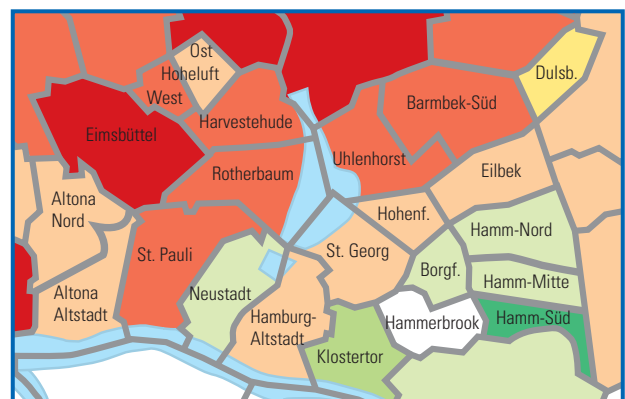 Ost
Hoheluft
West
Dulsb.
Barmbek-Süd
Eimsbüttel
Harvestehude
Uhlenhorst
Rotherbaum
Eilbek
Altona
Nord
Hohenf.
Hamm-Nord
St. Pauli
St. Georg
Borgf.
Hamm-Mitte
Neustadt
Altona
Altstadt
Hamburg-
Altstadt
Hammerbrook
Hamm-Süd
Klostertor